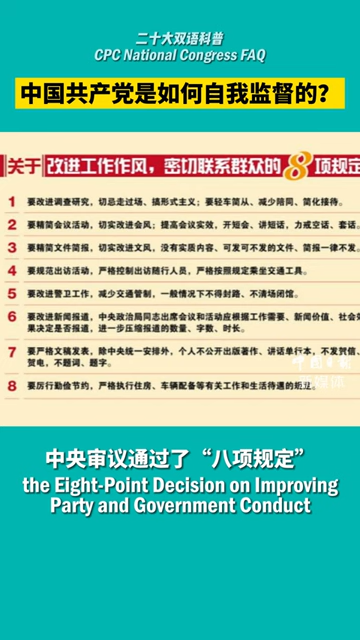 二十大双语科普
CPC National Congress FAQ
中国共产党是如何自我监督的？
关于改进工作作风，密切联系群众的8项规定
1 要改进调查研究，切忌走过场、搞形式主义；要轻车简从、减少陪同、简化接待。
2 要精简会议活动，切实改进会风；提高会议实效，开短会、讲短话，力戒空话、套话。
3 要精简文件简报，切实改进文风，没有实质内容、可发可不发的文件、简报一律不发。
4 要规范出访活动，严格控制出访随行人员，严格按照规定乘坐交通工具。
5 要改进警卫工作，减少交通管制，一般情况下不得封路、不清场闭馆。
6 要改进新闻报道，中央政治局同志出席会议和活动应根据工作需要、新闻价值、社会效
果决定是否报道，进一步压缩报道的数量、字数、时长。
7 要严格文稿发表，除中央统一安排外，个人不公开出版著作、讲话单行本，不发贺信、
贺电，不题词、题字。
8 要厉行勤俭节约，严格执行住房、车辆配备等有关工作和生活待遇的规定。
中国日报
新媒体
中央审议通过了“八项规定”
the Eight-Point Decision on Improving
Party and Government Conduct